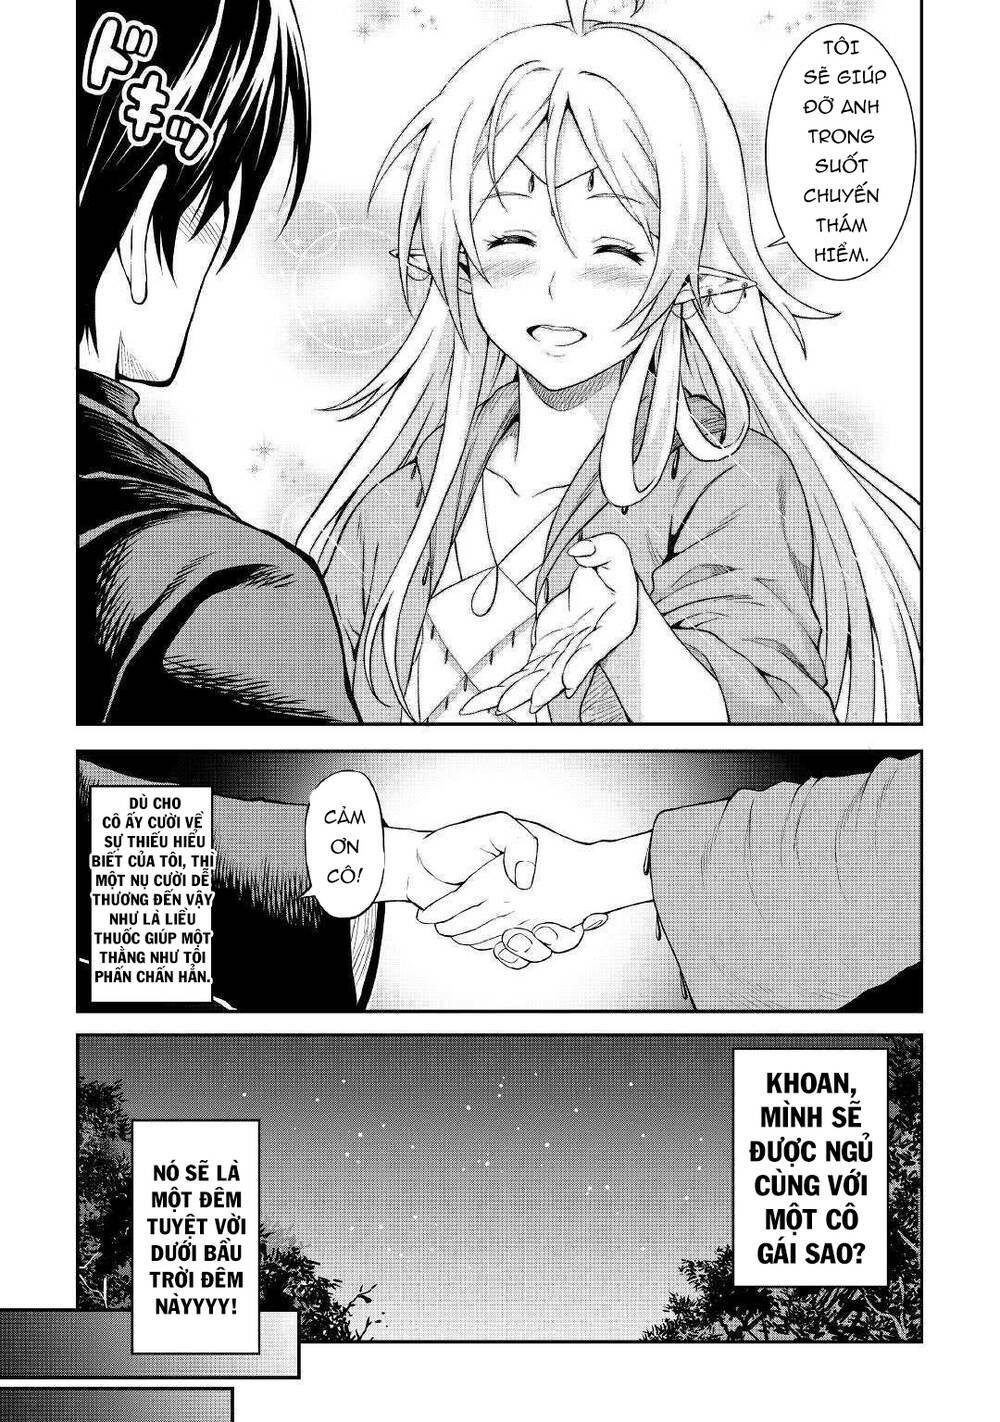 TÔI
SẼ GIÚP
ĐỠ ANH
TRONG
SUỐT
CHUYẾN
THÁM
HIỂM.
ドキッ
CẢM
ƠN
CÔ!
DÙ CHO
CÔ ẤY CƯỜI VỀ
SỰ THIẾU HIỂU
BIẾT CỦA TÔI, THÌ
MỘT NỤ CƯỜI DỄ
THƯƠNG ĐẾN VẬY
NHƯ LÀ LIỀU
THUỐC GIÚP MỘT
THẰNG NHƯ TÔI
PHẤN CHẤN HẲN.
KHOAN,
MÌNH SẼ
ĐƯỢC NGỦ
CÙNG VỚI
MỘT CÔ
GÁI SAO?
NÓ SẼ LÀ
MỘT ĐÊM
TUYỆT VỜI
DƯỚI BẦU
TRỜI ĐÊM
NÀYYYY!